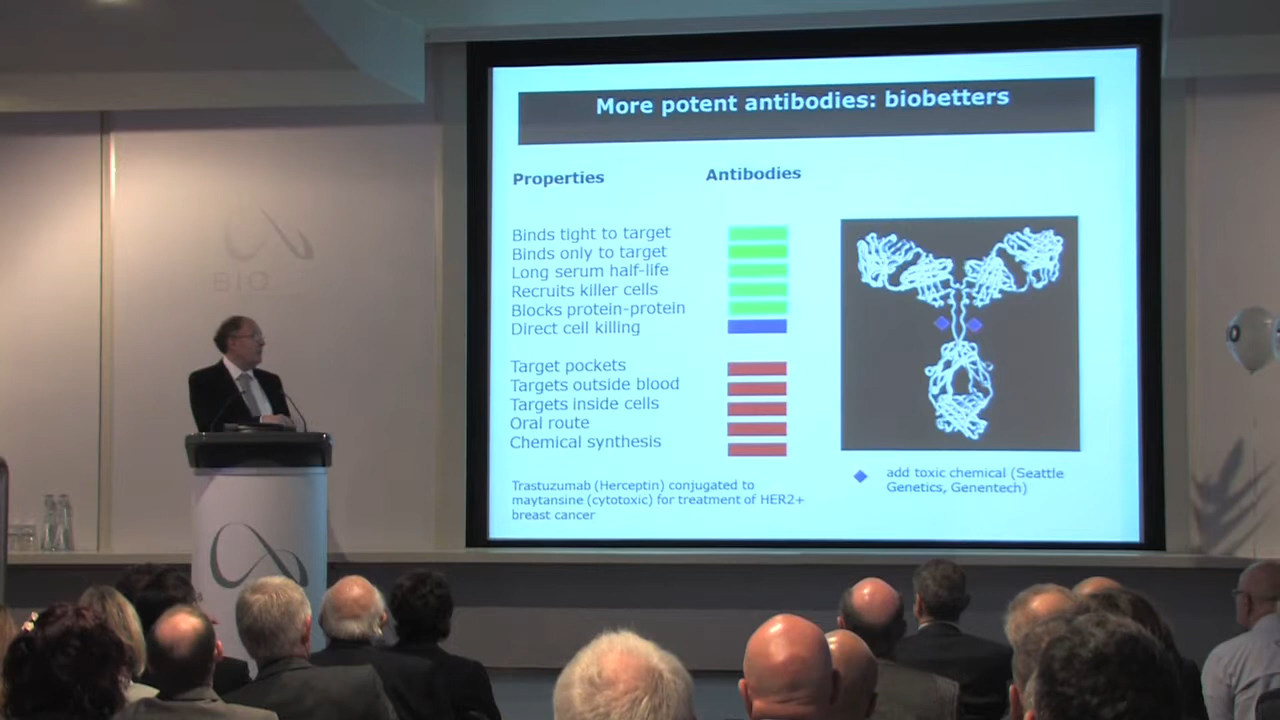 More potent antibodies: biobetters
Properties
Antibodies
Binds tight to target
Binds only to target
Long serum half-life
Recruits killer cells
Blocks protein-protein
Direct cell killing
Target pockets
Targets outside blood
Targets inside cells
Oral route
Chemical synthesis
Trastuzumab (Herceptin) conjugated to
maytansine (cytotoxic) for treatment of HER2+
breast cancer
add toxic chemical (Seattle
Genetics, Genentech)
BIO